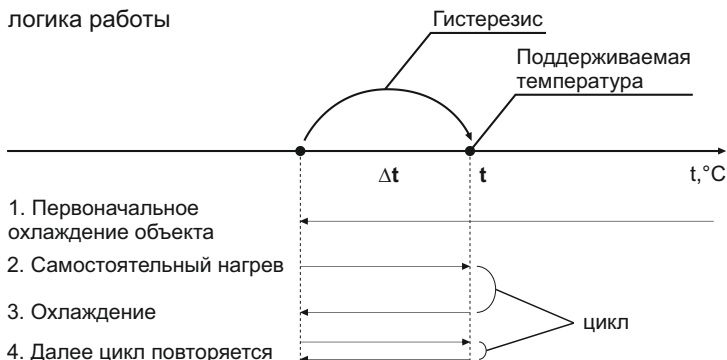 логика работы
Гистерезис
Поддерживаемая
температура
Δt
t
t,°C
1. Первоначальное
охлаждение объекта
2. Самостоятельный нагрев
3. Охлаждение
цикл
4. Далее цикл повторяется